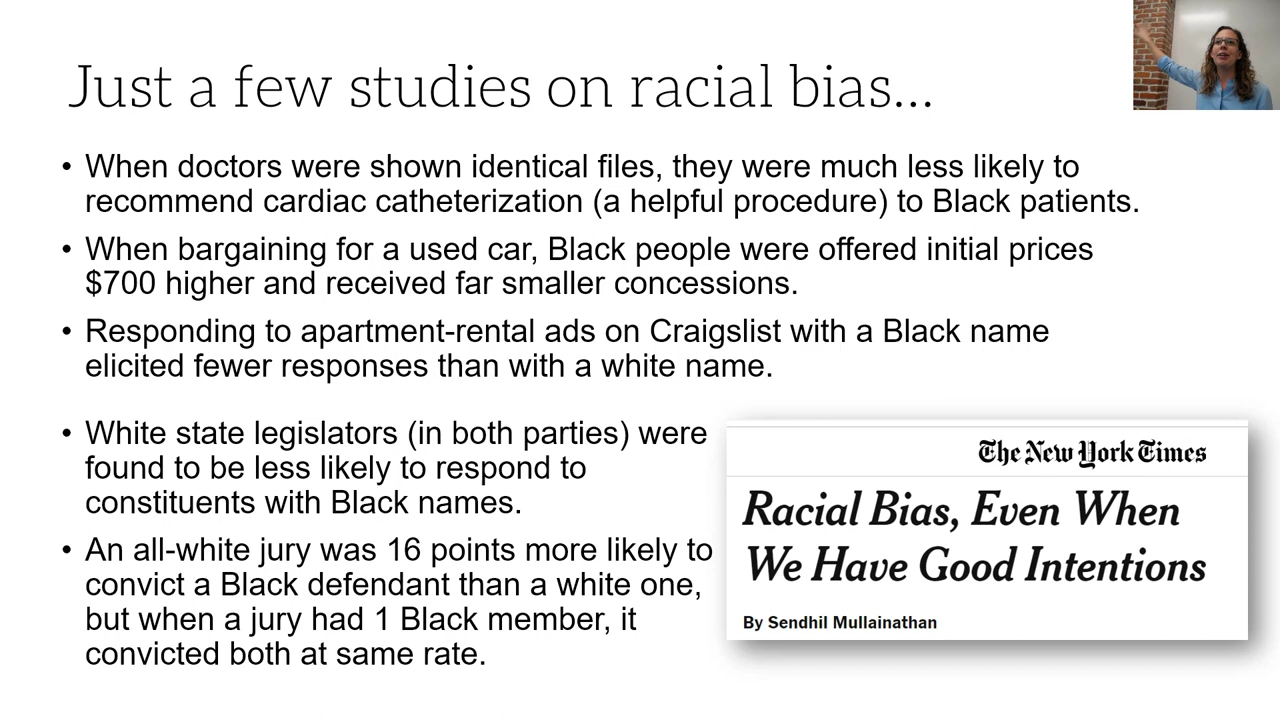 Just a few studies on racial bias...
• When doctors were shown identical files, they were much less likely to
recommend cardiac catheterization (a helpful procedure) to Black patients.
• When bargaining for a used car, Black people were offered initial prices
$700 higher and received far smaller concessions.
• Responding to apartment-rental ads on Craigslist with a Black name
elicited fewer responses than with a white name.
• White state legislators (in both parties) were
found to be less likely to respond to
constituents with Black names.
• An all-white jury was 16 points more likely to
convict a Black defendant than a white one,
but when a jury had 1 Black member, it
convicted both at same rate.
The New York Times
Racial Bias, Even When
We Have Good Intentions
By Sendhil Mullainathan